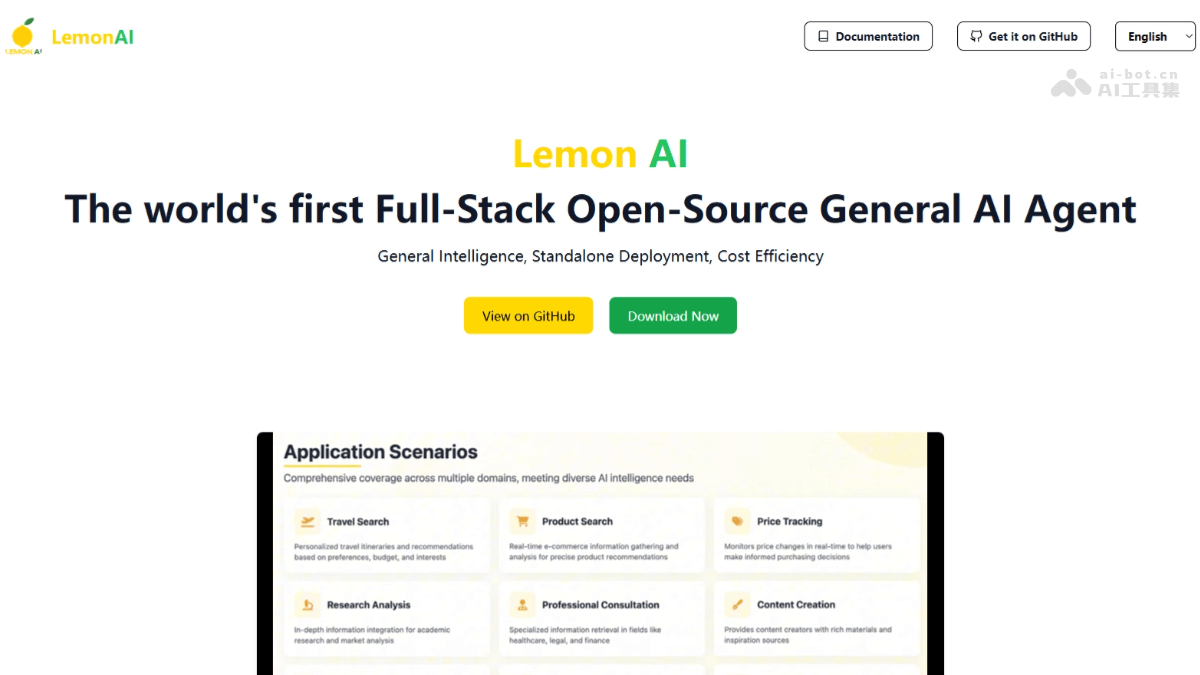 LEMON AI
LemonAI
Documentation
Get it on GitHub
English
ai-bot.cn
AI工具集
Lemon AI
The world's first Full-Stack Open-Source General AI Agent
General Intelligence, Standalone Deployment, Cost Efficiency
View on GitHub
Download Now
Application Scenarios
Comprehensive coverage across multiple domains, meeting diverse AI intelligence needs
Travel Search
Personalized travel itineraries and recommendations
based on preferences, budget, and interests
Product Search
Real-time e-commerce information gathering and
analysis for precise product recommendations
Price Tracking
Monitors price changes in real-time to help users
make informed purchasing decisions
Research Analysis
In-depth information integration for academic
research and market analysis
Professional Consultation
Specialized information retrieval in fields like
healthcare, legal, and finance
Content Creation
Provides content creators with rich materials and
inspiration sources